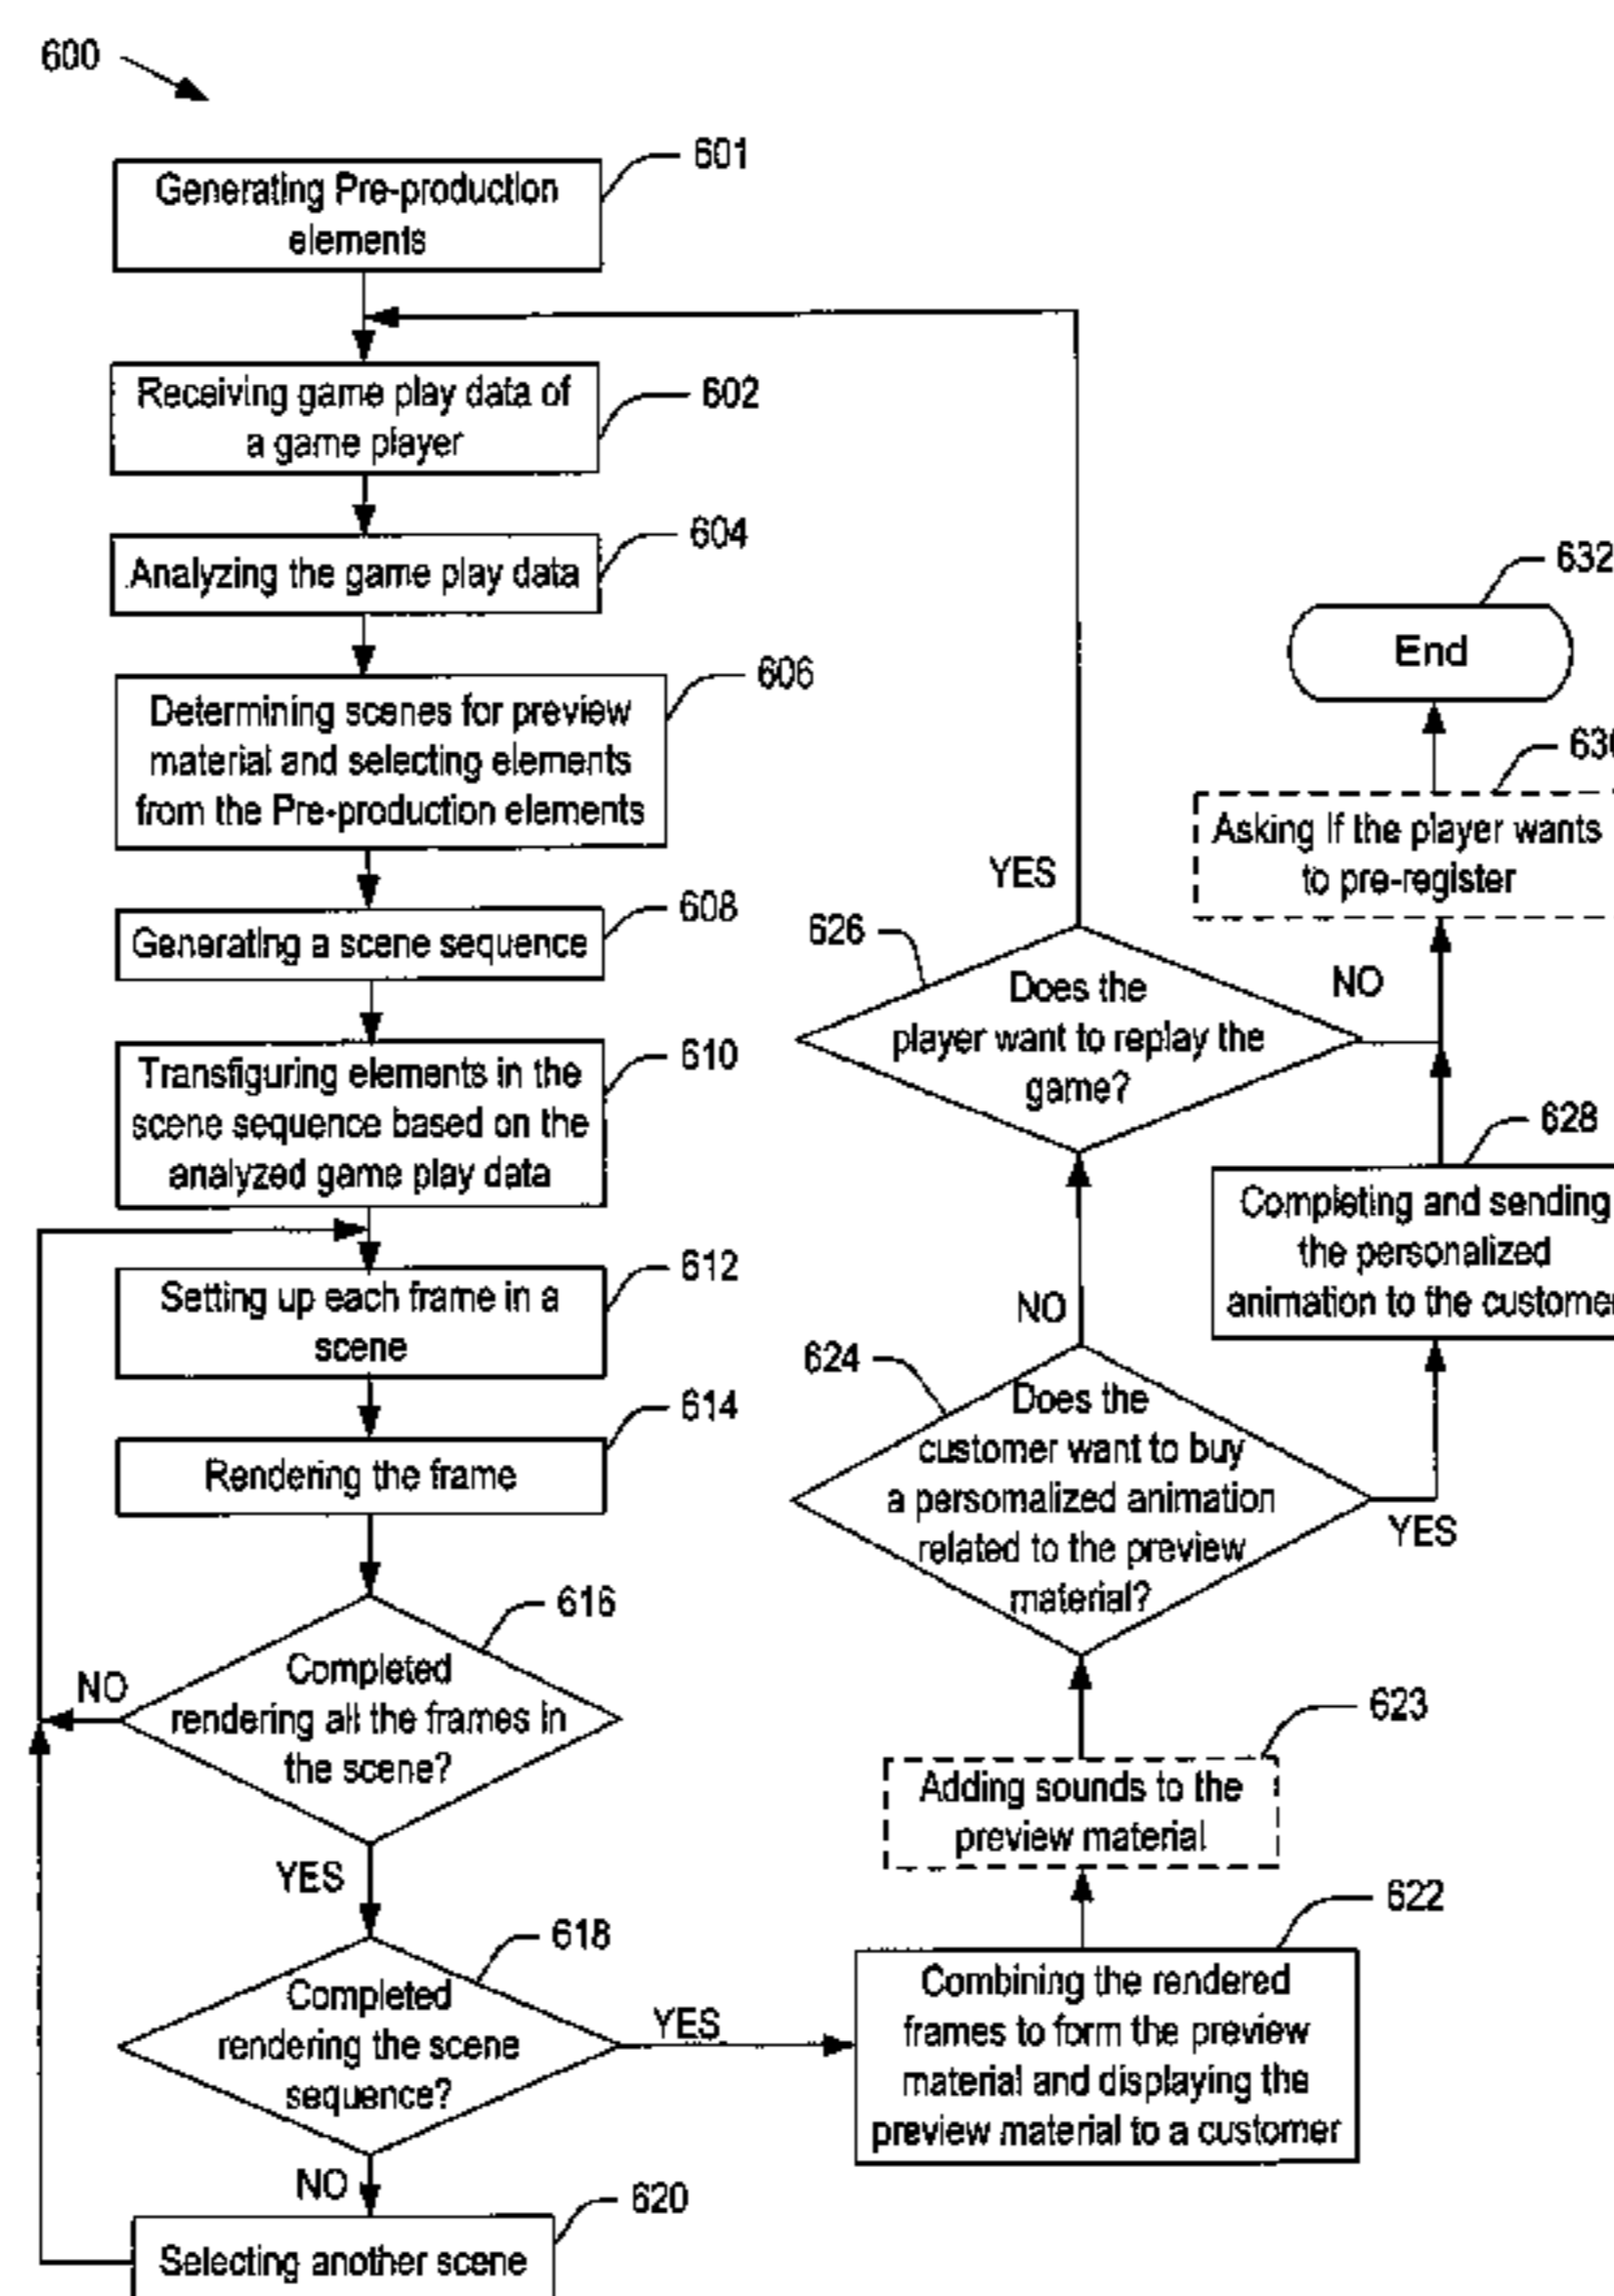 600
601
Generating Pre-production
elements
Receiving game play data of
a game player
602
Analyzing the game play data
604
Determining scenes for preview
material and selecting elements
from the Pre-production elements
606
Generating a scene sequence
608
Transfiguring elements in the
scene sequence based on the
analyzed game play data
610
Setting up each frame in a
scene
612
Rendering the frame
614
Completed
rendering all the frames in
the scene?
616
NO
YES
Completed
rendering the scene
sequence?
618
YES
NO
Selecting another scene
620
Combining the rendered
frames to form the preview
material and displaying the
preview material to a customer
622
Adding sounds to the
preview material
623
Does the
customer want to buy
a persomalized animation
related to the preview
material?
624
NO
YES
Does the
player want to replay the
game?
626
YES
NO
Completing and sending
the personalized
animation to the customer
628
Asking If the player wants
to pre-register
End
632